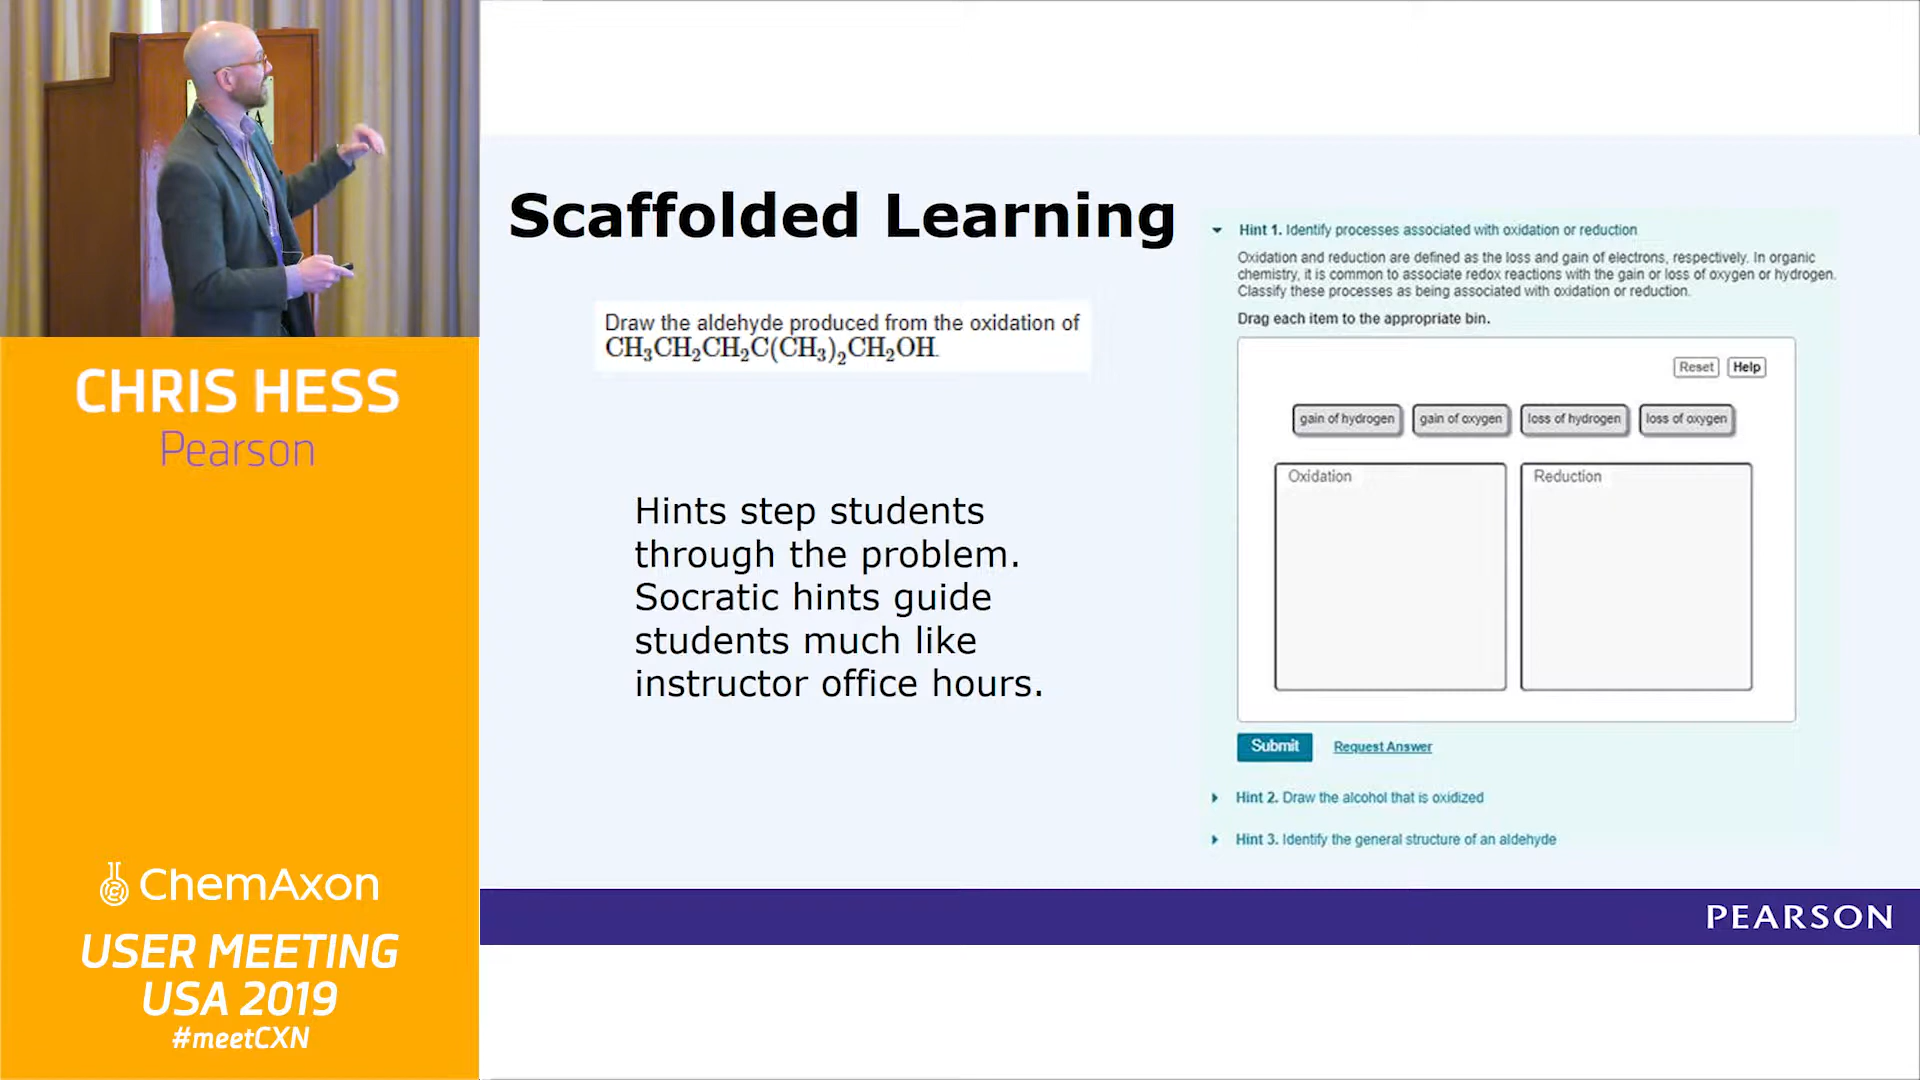 CHRIS HESS
Pearson
ChemAxon
USER MEETING
USA 2019
#meetCXN
Scaffolded Learning
Draw the aldehyde produced from the oxidation of
CH₃CH₂CH₂C(CH₃)₂CH₂OH.
Hints step students
through the problem.
Socratic hints guide
students much like
instructor office hours.
Hint 1. Identify processes associated with oxidation or reduction
Oxidation and reduction are defined as the loss and gain of electrons, respectively. In organic
chemistry, it is common to associate redox reactions with the gain or loss of oxygen or hydrogen.
Classify these processes as being associated with oxidation or reduction.
Drag each item to the appropriate bin.
Reset Help
gain of hydrogen gain of oxygen loss of hydrogen loss of oxygen
Oxidation Reduction
Submit Request Answer
Hint 2. Draw the alcohol that is oxidized
Hint 3. Identify the general structure of an aldehyde
PEARSON